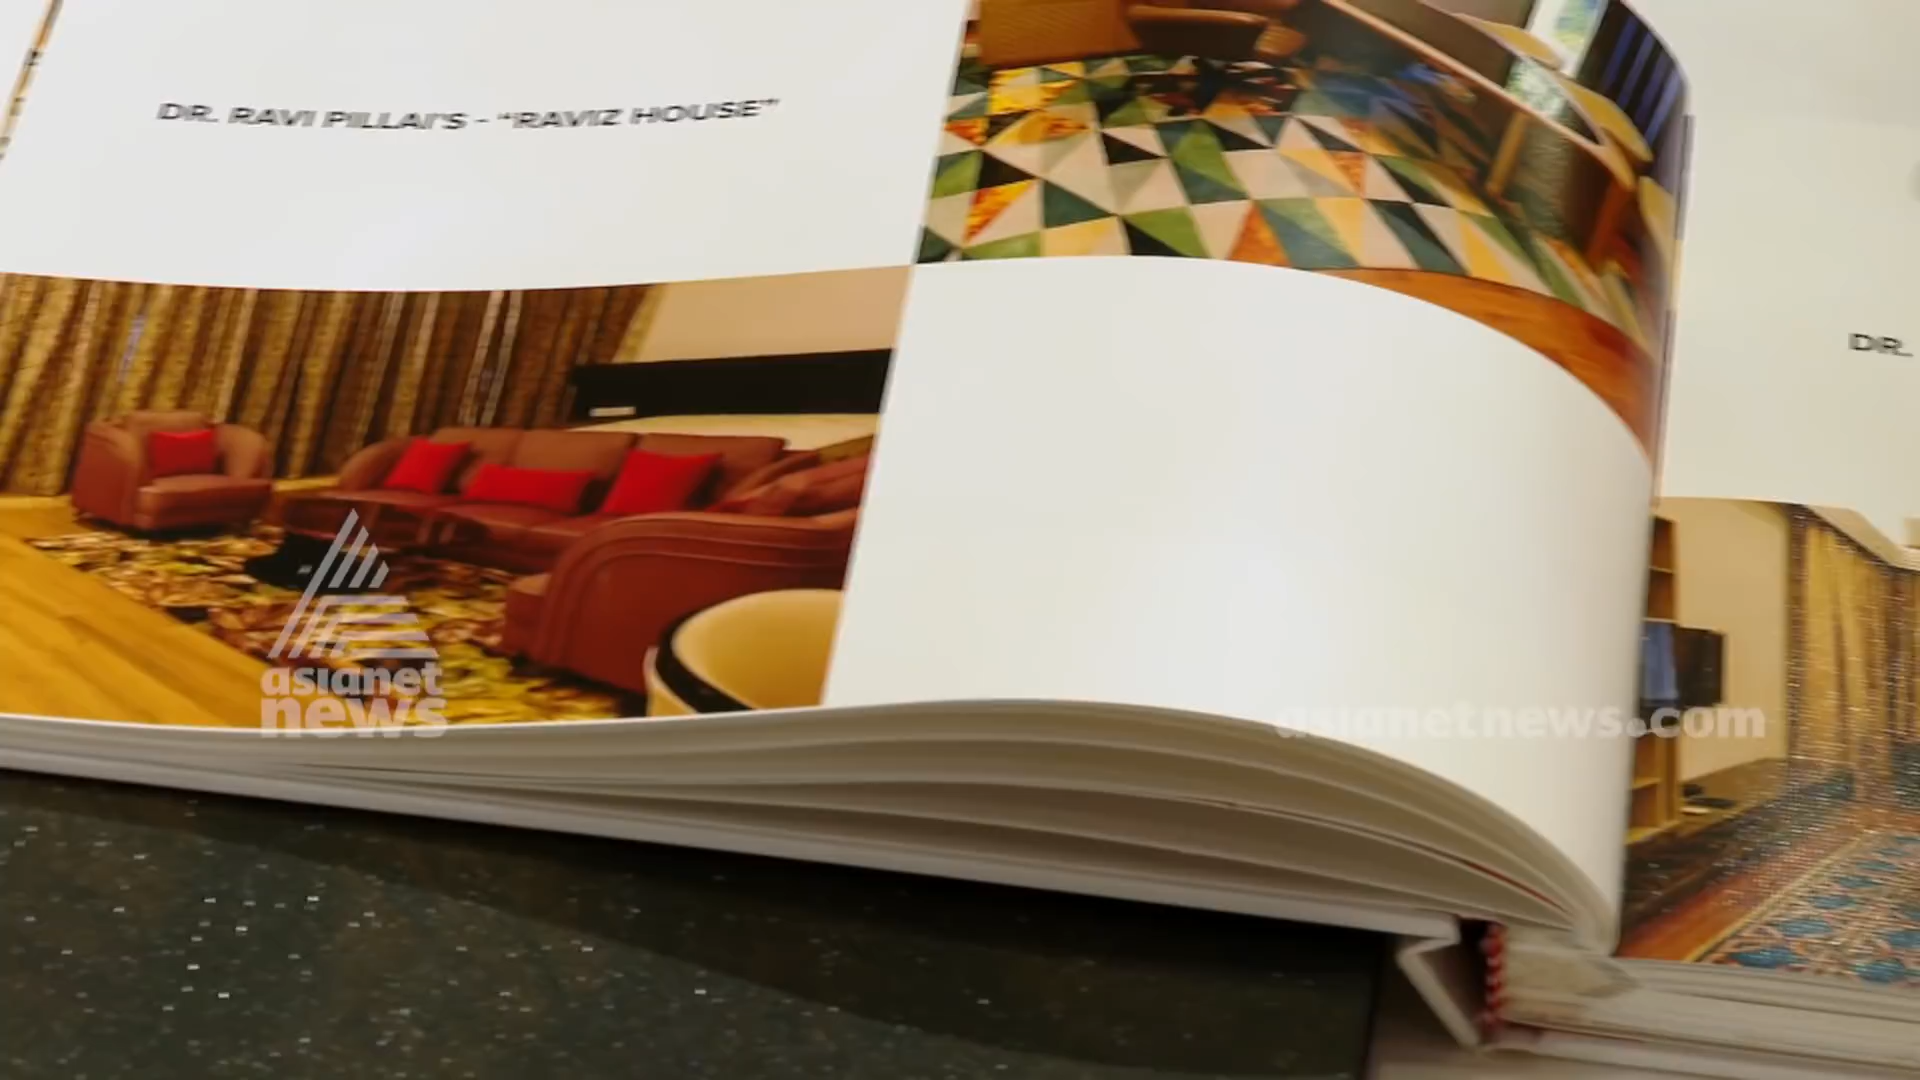 DR. RAVI PILLAI'S - “RAVIZ HOUSE”
DR.
asianet
news
asianetnews.com